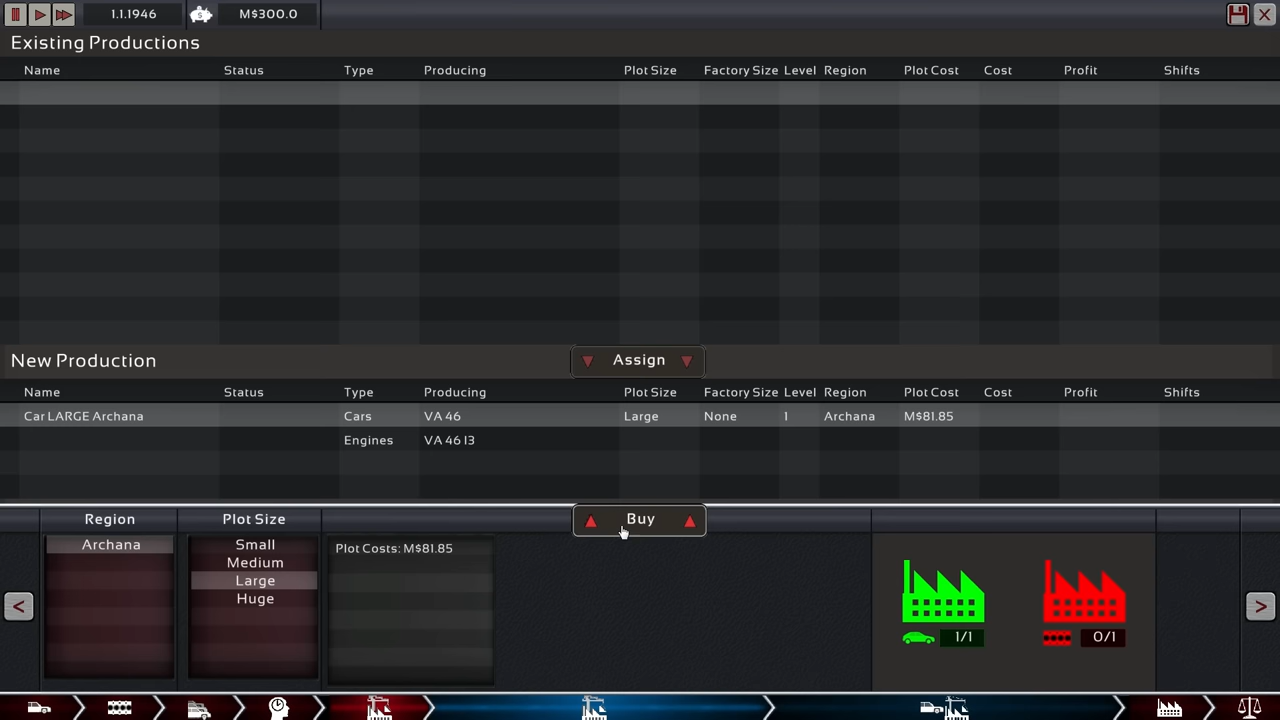 1.1.1946 M$300.0
Existing Productions
Name Status Type Producing Plot Size Factory Size Level Region Plot Cost Cost Profit Shifts
New Production
Assign
Name Status Type Producing Plot Size Factory Size Level Region Plot Cost Cost Profit Shifts
Car LARGE Archana Cars VA 46 Large None 1 Archana M$81.85
Engines VA 46 I3
Region Plot Size Buy
Archana Small Plot Costs: M$81.85
Medium
Large
Huge
< >
1/1 0/1